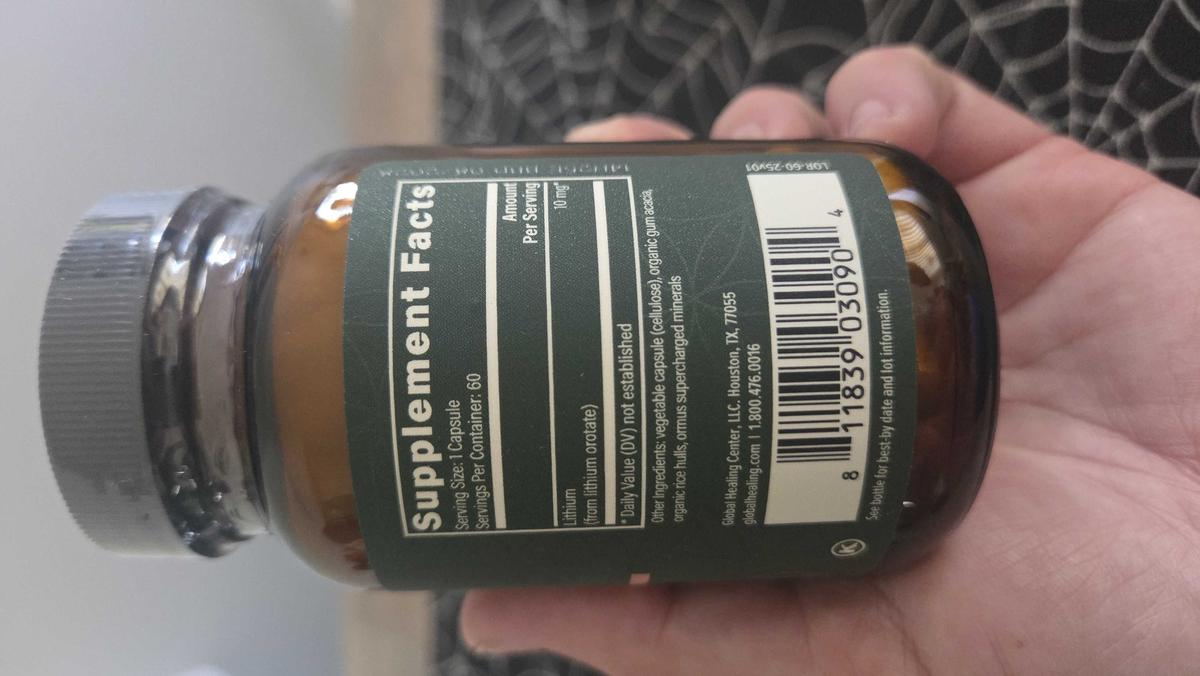 Supplement Facts
Serving Size: 1 Capsule
Servings Per Container: 60
Amount
Per Serving
Lithium 10 mg*
(from lithium orotate)
* Daily Value (DV) not established
Other Ingredients: vegetable capsule (cellulose), organic gum acacia,
organic rice hulls, ormus supercharged minerals
Global Healing Center, LLC. Houston, TX, 77055
globalhealing.com | 1.800.476.0016
8 11839 03090 4
See bottle for best-by date and lot information.
K
LOR-60-25v01